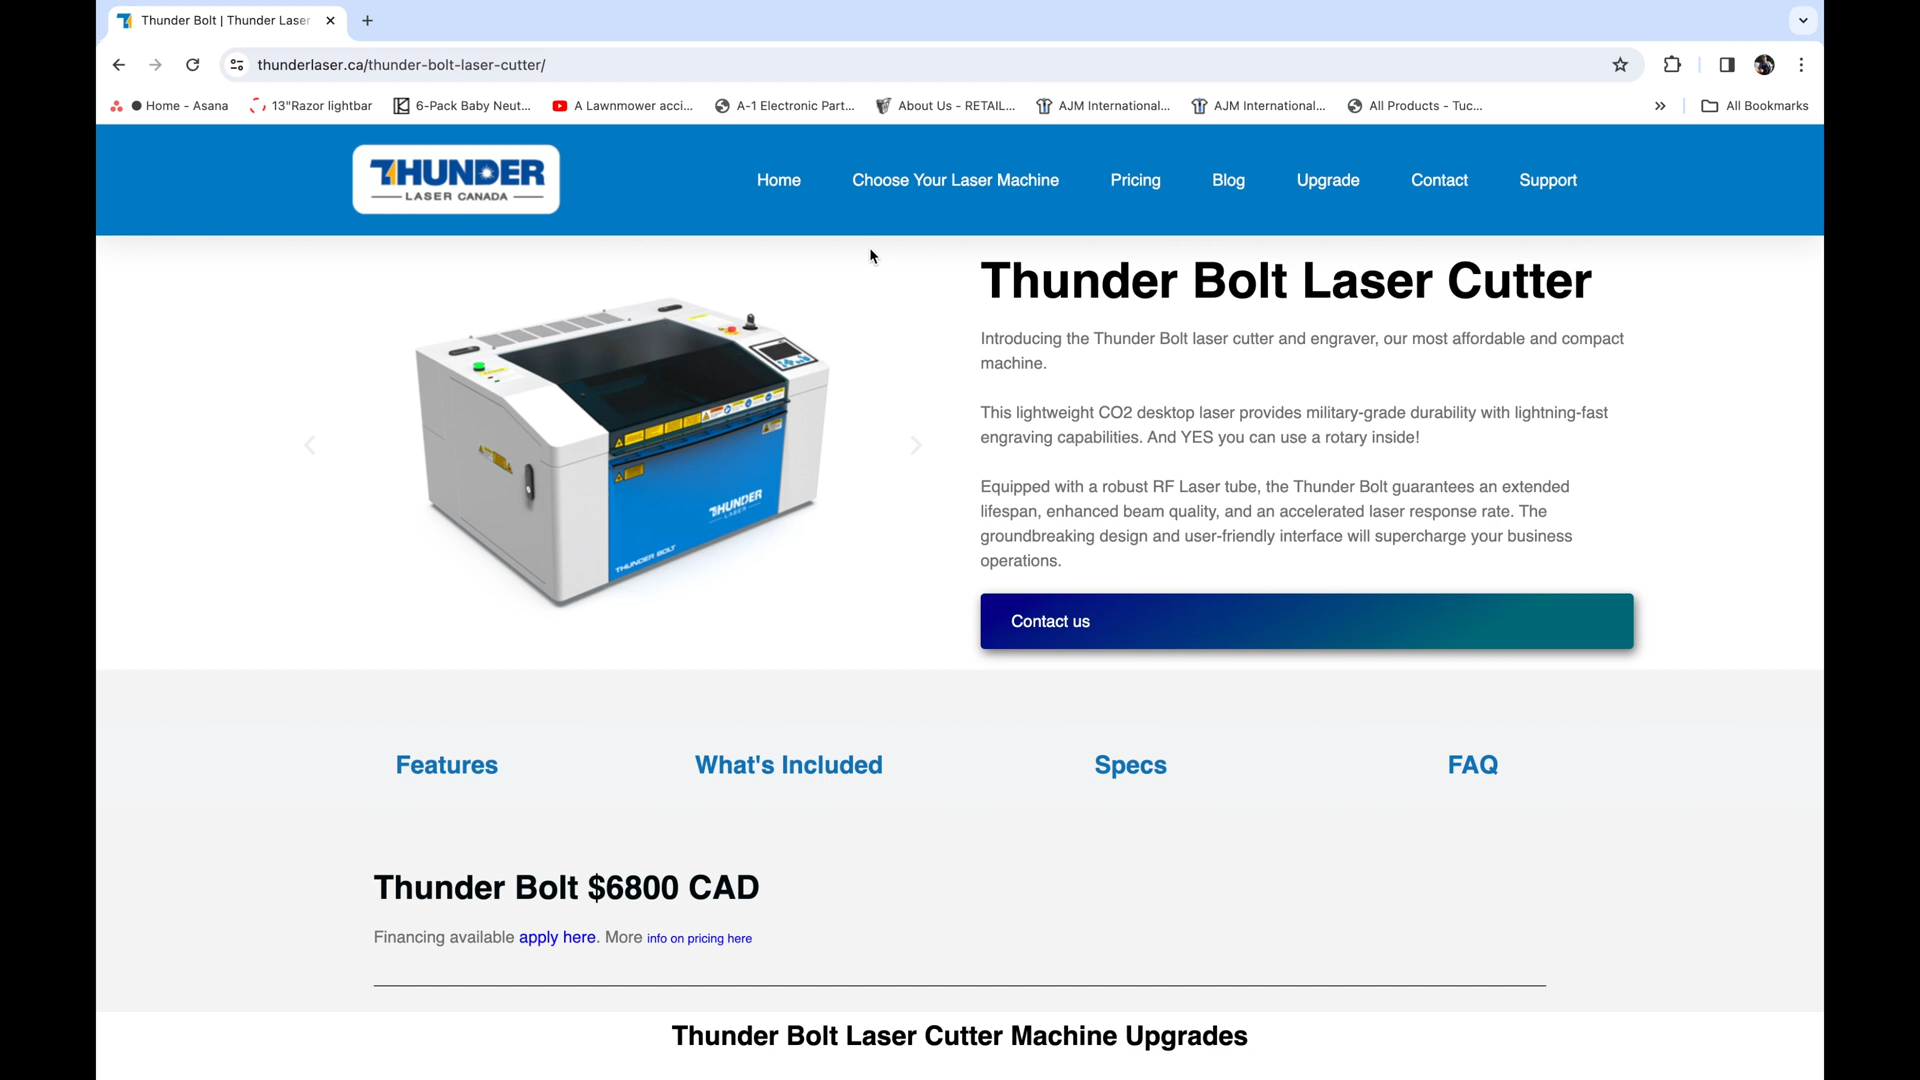 Thunder Bolt | Thunder Laser
thunderlaser.ca/thunder-bolt-laser-cutter/
Home - Asana
13"Razor lightbar
6-Pack Baby Neut...
A Lawnmower acci...
A-1 Electronic Part...
About Us - RETAIL...
AJM International...
AJM International...
All Products - Tuc...
All Bookmarks
THUNDER
LASER CANADA
Home
Choose Your Laser Machine
Pricing
Blog
Upgrade
Contact
Support
Thunder Bolt Laser Cutter
Introducing the Thunder Bolt laser cutter and engraver, our most affordable and compact
machine.
This lightweight CO2 desktop laser provides military-grade durability with lightning-fast
engraving capabilities. And YES you can use a rotary inside!
Equipped with a robust RF Laser tube, the Thunder Bolt guarantees an extended
lifespan, enhanced beam quality, and an accelerated laser response rate. The
groundbreaking design and user-friendly interface will supercharge your business
operations.
Contact us
THUNDER
LASER
THUNDER BOLT
Features
What's Included
Specs
FAQ
Thunder Bolt $6800 CAD
Financing available apply here. More info on pricing here
Thunder Bolt Laser Cutter Machine Upgrades